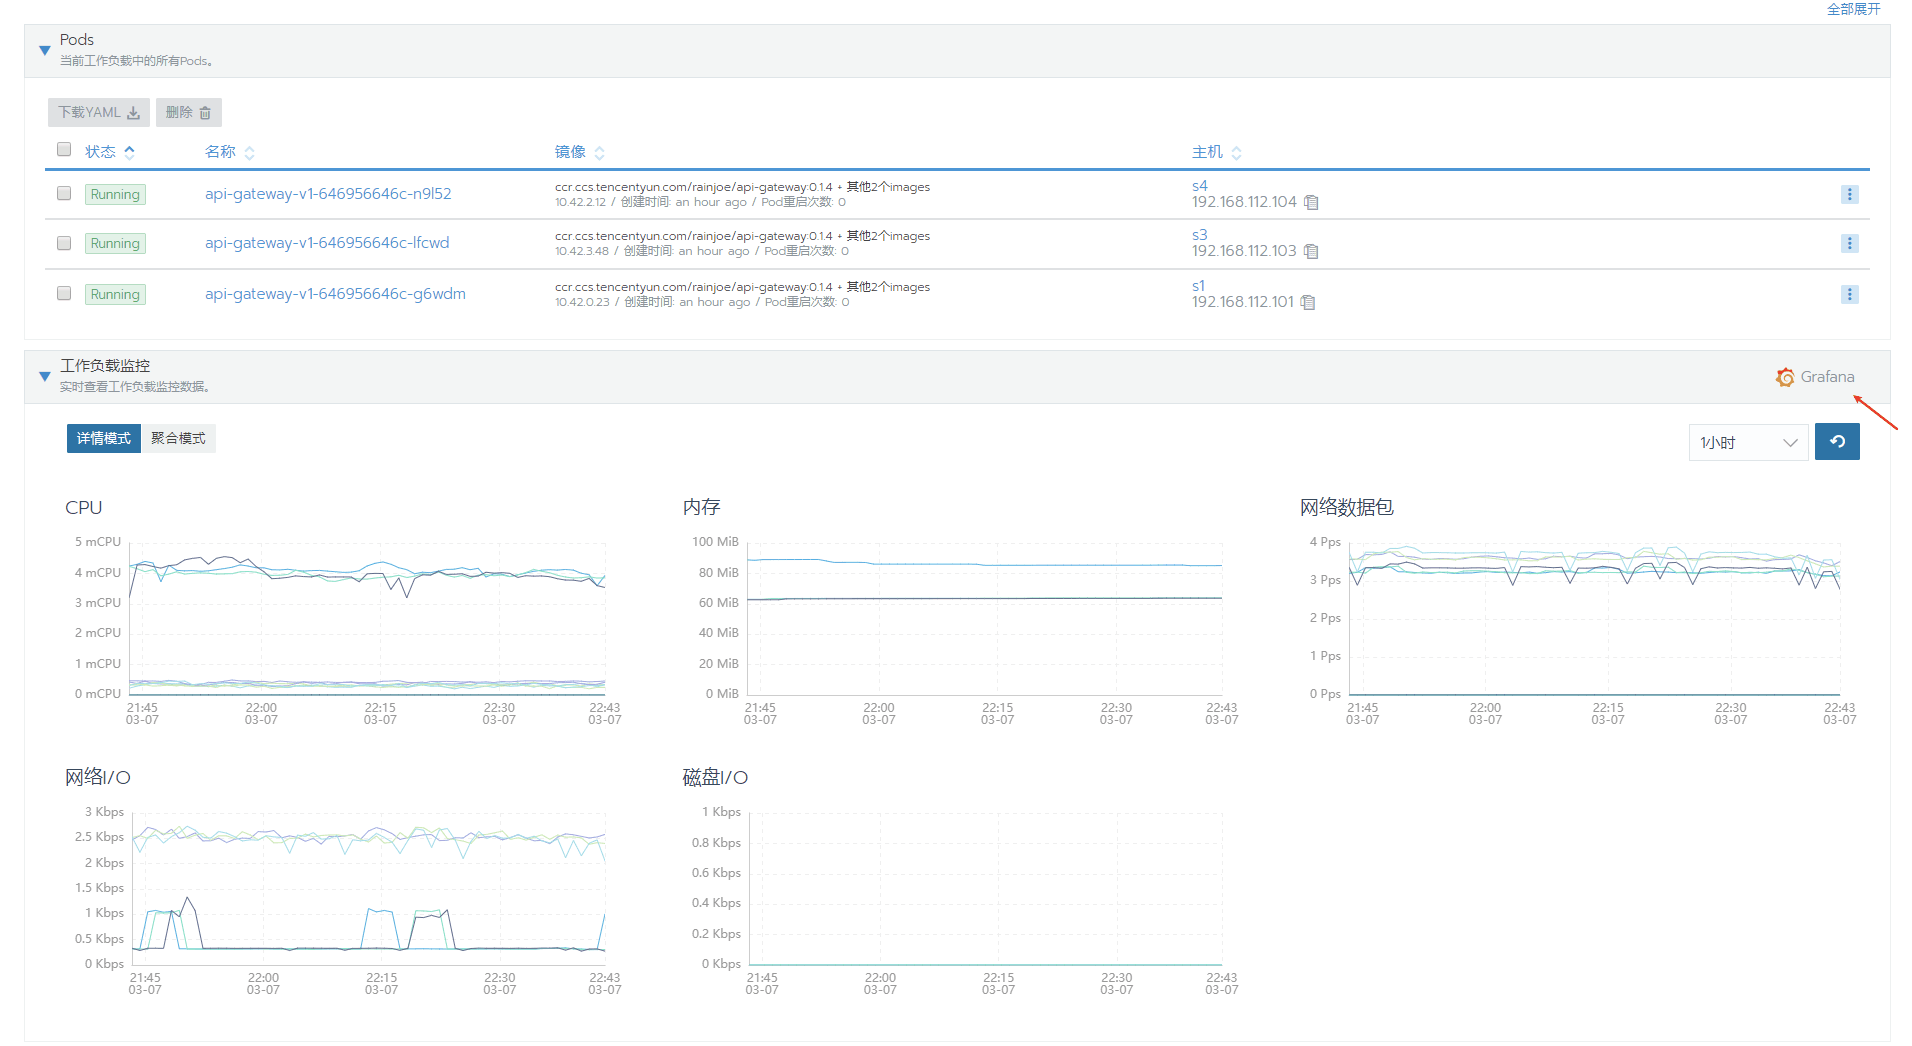 全部展开
Pods
当前工作负载中的所有Pods。
下载YAML
删除
状态 名称 镜像 主机
Running api-gateway-v1-646956646c-n9l52 ccr.ccs.tencentyun.com/rainjoe/api-gateway:0.1.4 + 其他2个images s4
10.42.2.12 / 创建时间: an hour ago / Pod重启次数: 0 192.168.112.104
Running api-gateway-v1-646956646c-lfcwd ccr.ccs.tencentyun.com/rainjoe/api-gateway:0.1.4 + 其他2个images s3
10.42.3.48 / 创建时间: an hour ago / Pod重启次数: 0 192.168.112.103
Running api-gateway-v1-646956646c-g6wdm ccr.ccs.tencentyun.com/rainjoe/api-gateway:0.1.4 + 其他2个images s1
10.42.0.23 / 创建时间: an hour ago / Pod重启次数: 0 192.168.112.101
工作负载监控
实时查看工作负载监控数据。
Grafana
详情模式 聚合模式
1小时
CPU
5 mCPU
4 mCPU
3 mCPU
2 mCPU
1 mCPU
0 mCPU
21:45 22:00 22:15 22:30 22:43
03-07 03-07 03-07 03-07 03-07
内存
100 MiB
80 MiB
60 MiB
40 MiB
20 MiB
0 MiB
21:45 22:00 22:15 22:30 22:43
03-07 03-07 03-07 03-07 03-07
网络数据包
4 Pps
3 Pps
2 Pps
1 Pps
0 Pps
21:45 22:00 22:15 22:30 22:43
03-07 03-07 03-07 03-07 03-07
网络I/O
3 Kbps
2.5 Kbps
2 Kbps
1.5 Kbps
1 Kbps
0.5 Kbps
0 Kbps
21:45 22:00 22:15 22:30 22:43
03-07 03-07 03-07 03-07 03-07
磁盘I/O
1 Kbps
0.8 Kbps
0.6 Kbps
0.4 Kbps
0.2 Kbps
0 Kbps
21:45 22:00 22:15 22:30 22:43
03-07 03-07 03-07 03-07 03-07